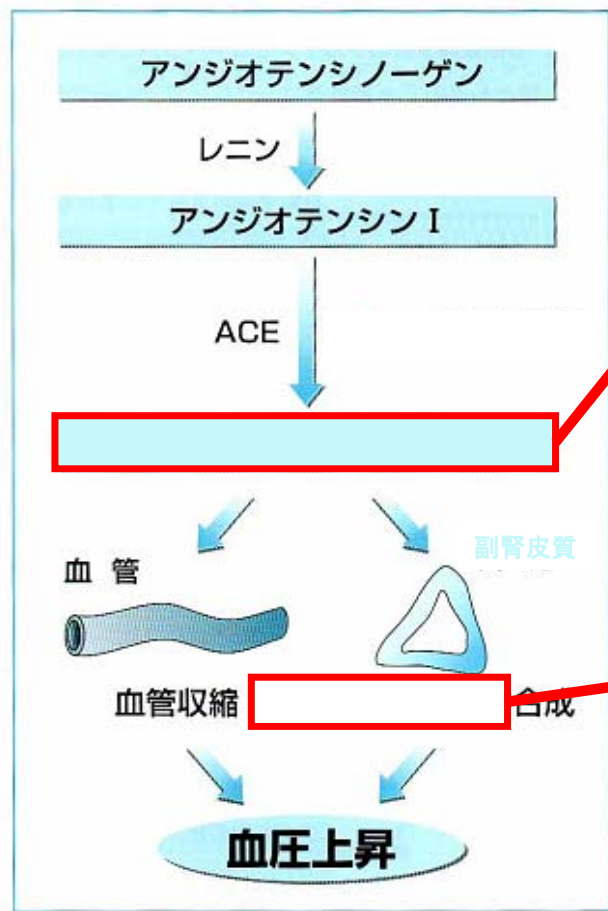 アンジオテンシノーゲン
レニン
アンジオテンシンⅠ
ACE
副腎皮質
血管
血管収縮
合成
血圧上昇